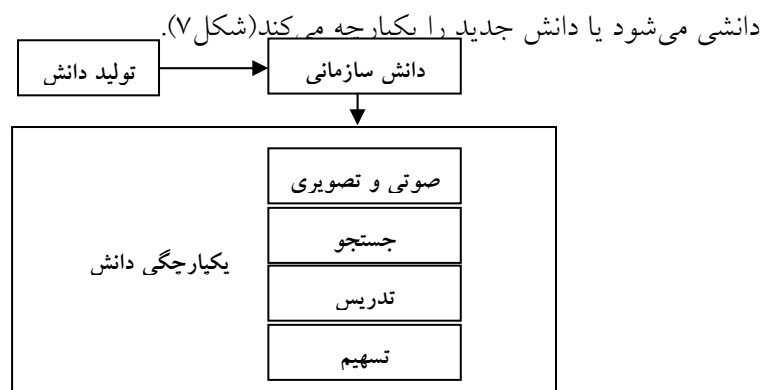 دانشی می‌شود یا دانش جدید را یکپارچه می‌کند(شکل۷).
دانش سازمانی
تولید دانش
صوتی و تصویری
جستجو
یکپارچگی دانش
تدریس
تسهیم